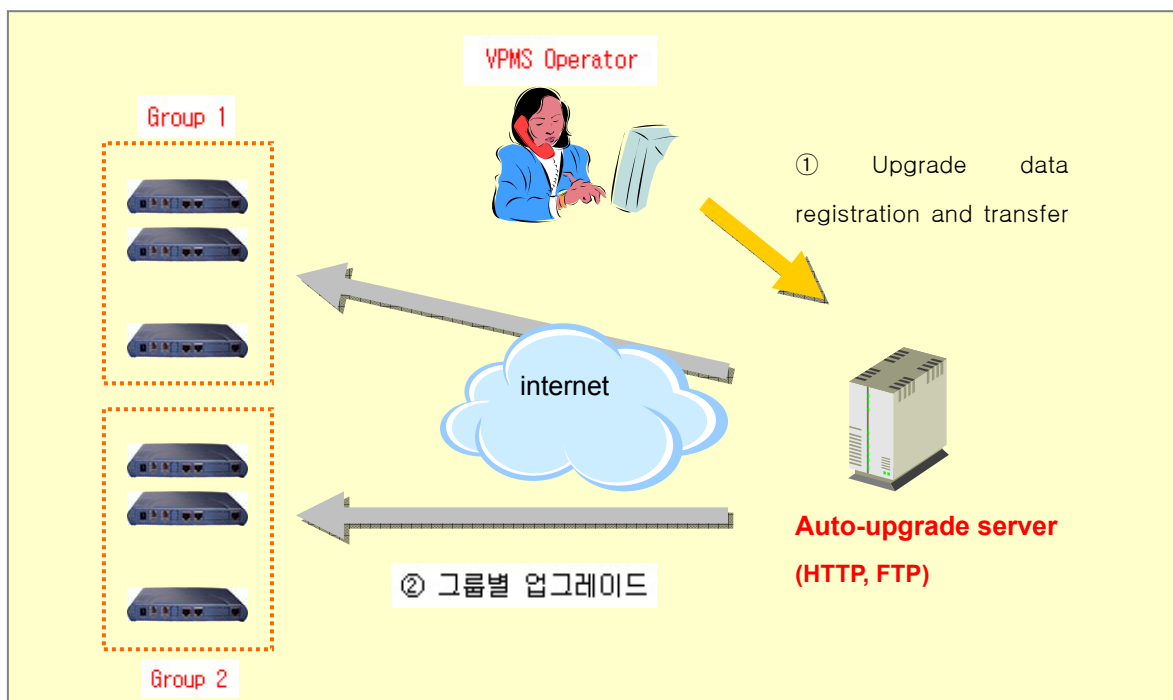 VPMS Operator
Group 1
① Upgrade data
registration and transfer
internet
Auto-upgrade server
(HTTP, FTP)
② 그룹별 업그레이드
Group 2